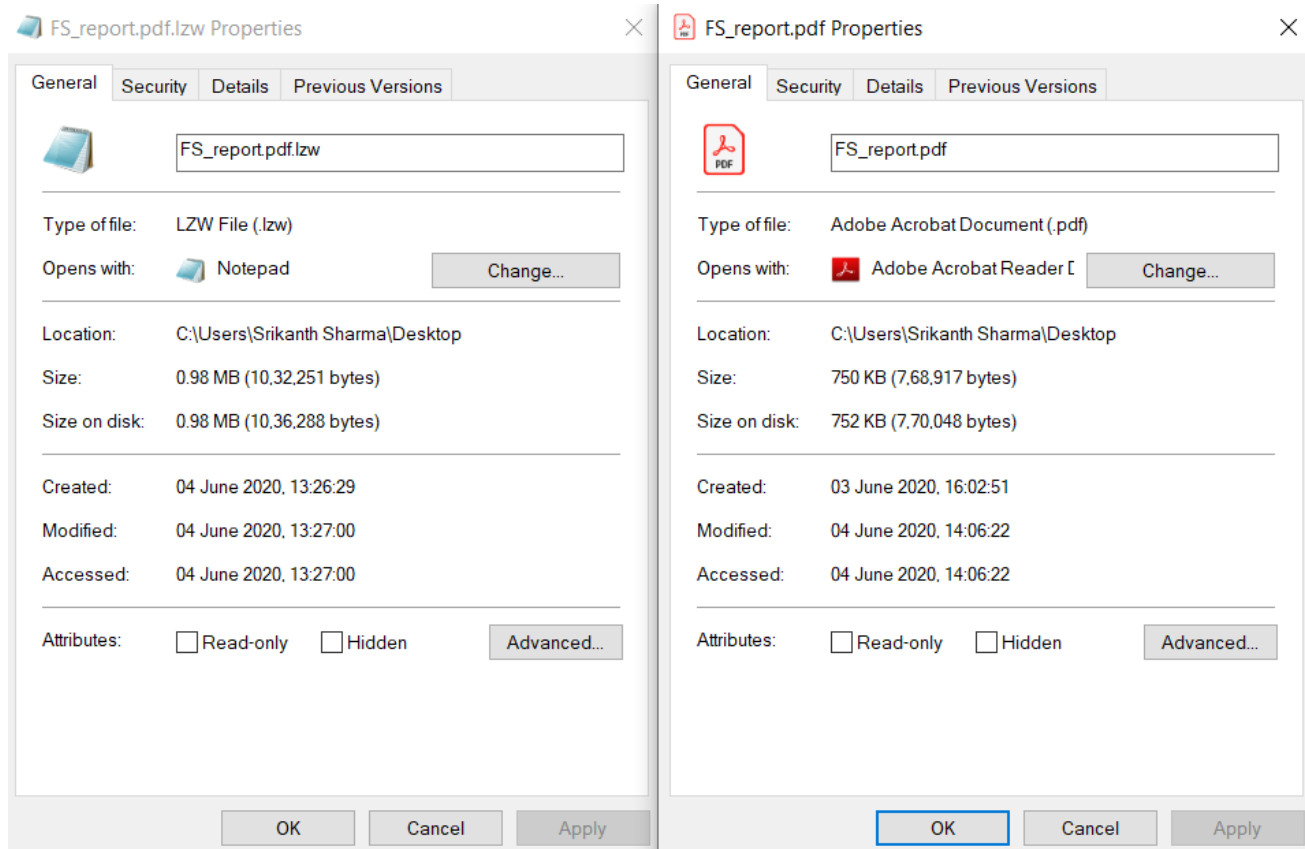 FS_report.pdf.lzw Properties
General Security Details Previous Versions
FS_report.pdf.lzw
Type of file: LZW File (.lzw)
Opens with: Notepad Change...
Location: C:\Users\Srikanth Sharma\Desktop
Size: 0.98 MB (10,32,251 bytes)
Size on disk: 0.98 MB (10,36,288 bytes)
Created: 04 June 2020, 13:26:29
Modified: 04 June 2020, 13:27:00
Accessed: 04 June 2020, 13:27:00
Attributes: Read-only Hidden Advanced...
OK Cancel Apply
FS_report.pdf Properties
General Security Details Previous Versions
PDF
FS_report.pdf
Type of file: Adobe Acrobat Document (.pdf)
Opens with: Adobe Acrobat Reader D Change...
Location: C:\Users\Srikanth Sharma\Desktop
Size: 750 KB (7,68,917 bytes)
Size on disk: 752 KB (7,70,048 bytes)
Created: 03 June 2020, 16:02:51
Modified: 04 June 2020, 14:06:22
Accessed: 04 June 2020, 14:06:22
Attributes: Read-only Hidden Advanced...
OK Cancel Apply